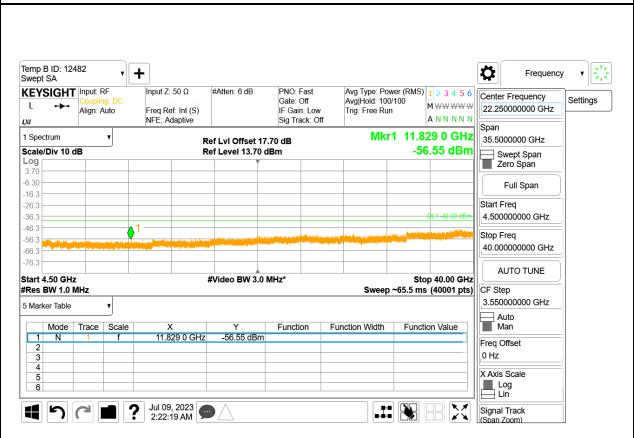 Temp B ID: 12482
Swept SA
Frequency
KEYSIGHT
L
Input: RF
Coupling: DC
Align: Auto
Input Z: 50 Ω
Freq Ref: Int (S)
NFE: Adaptive
#Atten: 6 dB
PNO: Fast
Gate: Off
IF Gain: Low
Sig Track: Off
Avg Type: Power (RMS)
Avg|Hold: 100/100
Trig: Free Run
1 2 3 4 5 6
M W W W W W
A N N N N N
1 Spectrum
Scale/Div 10 dB
Ref Lvl Offset 17.70 dB
Ref Level 13.70 dBm
Mkr1 11.829 0 GHz
-56.55 dBm
Log
3.70
-6.30
-16.3
-26.3
-36.3
-46.3
-56.3
-66.3
-76.3
DL1 -40.00 dBm
1
Start 4.50 GHz
#Res BW 1.0 MHz
#Video BW 3.0 MHz*
Stop 40.00 GHz
Sweep ~65.5 ms (40001 pts)
5 Marker Table
Mode Trace Scale X Y Function Function Width Function Value
1 N 1 f 11.829 0 GHz -56.55 dBm
2
3
4
5
6
Jul 09, 2023
2:22:19 AM
Center Frequency
22.250000000 GHz
Settings
Span
35.5000000 GHz
Swept Span
Zero Span
Full Span
Start Freq
4.500000000 GHz
Stop Freq
40.000000000 GHz
AUTO TUNE
CF Step
3.550000000 GHz
Auto
Man
Freq Offset
0 Hz
X Axis Scale
Log
Lin
Signal Track
(Span Zoom)